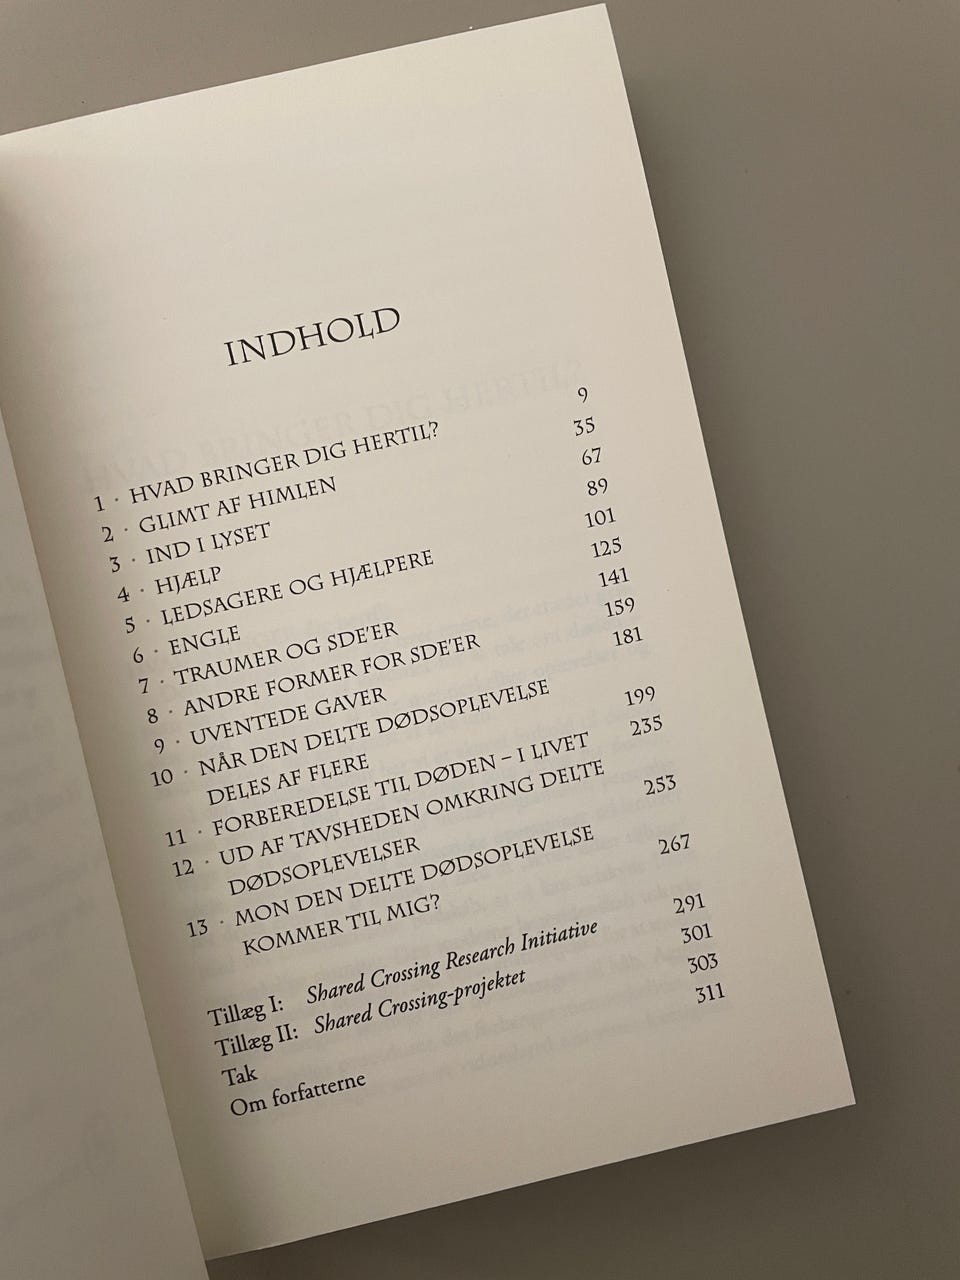 INDHOLD
1 · HVAD BRINGER DIG HERTIL? 9
2 · GLIMT AF HIMLEN 35
3 · IND I LYSET 67
4 · HJÆLP 89
5 · LEDSAGERE OG HJÆLPERE 101
6 · ENGLE 125
7 · TRAUMER OG SDE'ER 141
8 · ANDRE FORMER FOR SDE'ER 159
9 · UVENTEDE GAVER 181
10 · NÅR DEN DELTE DØDSOPLEVELSE
DELES AF FLERE 199
11 · FORBEREDELSE TIL DØDEN – I LIVET 235
12 · UD AF TAVSHEDEN OMKRING DELTE
DØDSOPLEVELSER 253
13 · MON DEN DELTE DØDSOPLEVELSE
KOMMER TIL MIG? 267
Tillæg I: Shared Crossing Research Initiative 291
Tillæg II: Shared Crossing-projektet 301
Tak 303
Om forfatterne 311